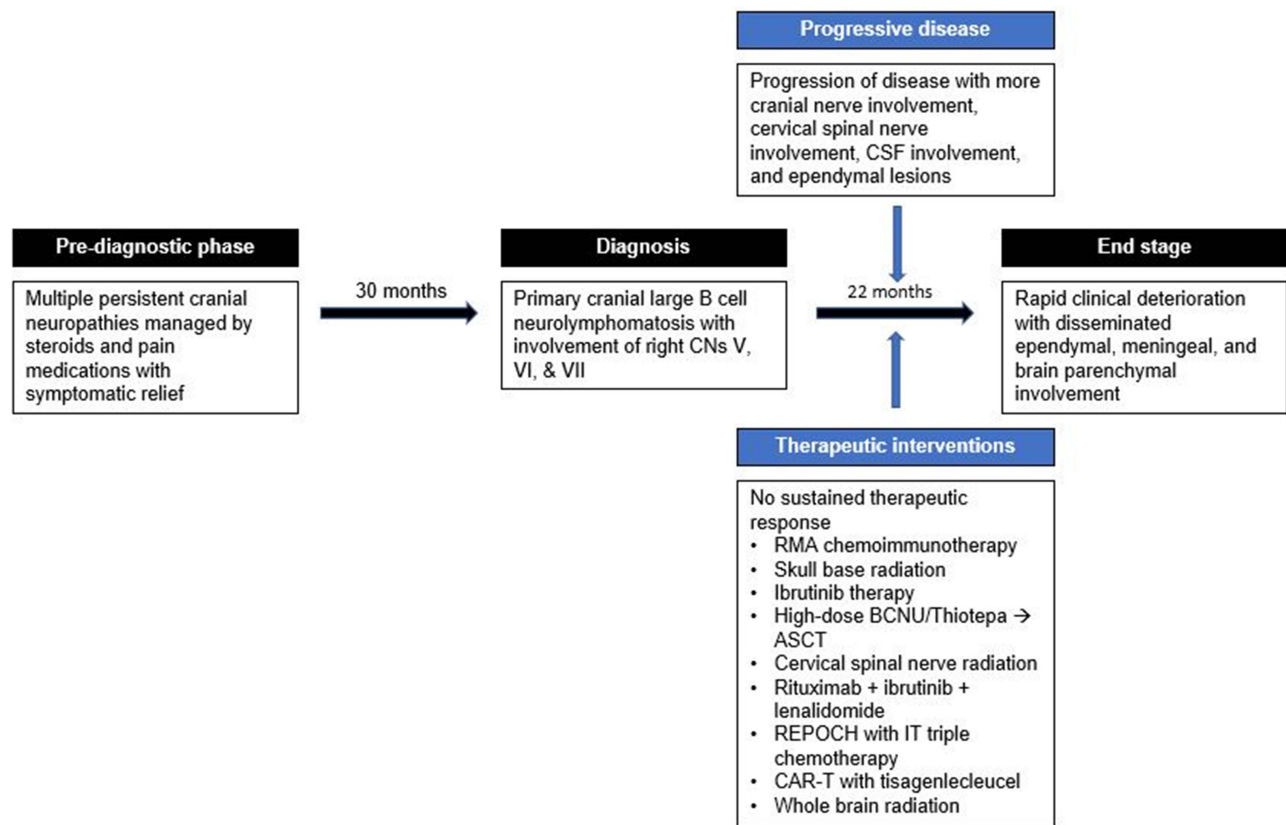 Progressive disease
Progression of disease with more
cranial nerve involvement,
cervical spinal nerve
involvement, CSF involvement,
and ependymal lesions
Pre-diagnostic phase
Multiple persistent cranial
neuropathies managed by
steroids and pain
medications with
symptomatic relief
30 months
Diagnosis
Primary cranial large B cell
neurolymphomatosis with
involvement of right CNs V,
VI, & VII
22 months
End stage
Rapid clinical deterioration
with disseminated
ependymal, meningeal, and
brain parenchymal
involvement
Therapeutic interventions
No sustained therapeutic
response
• RMA chemoimmunotherapy
• Skull base radiation
• Ibrutinib therapy
• High-dose BCNU/Thiotepa →
ASCT
• Cervical spinal nerve radiation
• Rituximab + ibrutinib +
lenalidomide
• REPOCH with IT triple
chemotherapy
• CAR-T with tisagenlecleucel
• Whole brain radiation